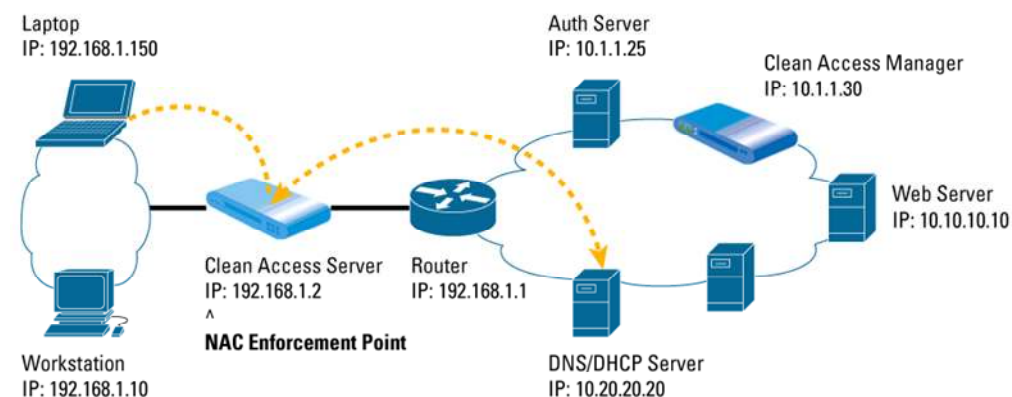 Laptop
IP: 192.168.1.150
Auth Server
IP: 10.1.1.25
Clean Access Manager
IP: 10.1.1.30
Web Server
IP: 10.10.10.10
Clean Access Server
IP: 192.168.1.2
^
NAC Enforcement Point
Router
IP: 192.168.1.1
Workstation
IP: 192.168.1.10
DNS/DHCP Server
IP: 10.20.20.20